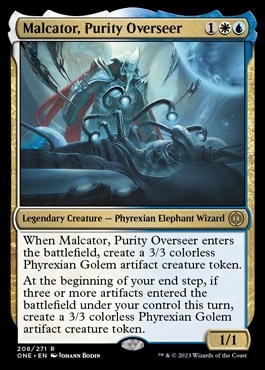 Malcator, Purity Overseer 1
Legendary Creature — Phyrexian Elephant Wizard
When Malcator, Purity Overseer enters
the battlefield, create a 3/3 colorless
Phyrexian Golem artifact creature token.
At the beginning of your end step, if
three or more artifacts entered the
battlefield under your control this turn,
create a 3/3 colorless Phyrexian Golem
artifact creature token.
1/1
208/271 R
ONE • EN Johann Bodin
™ & © 2023 Wizards of the Coast